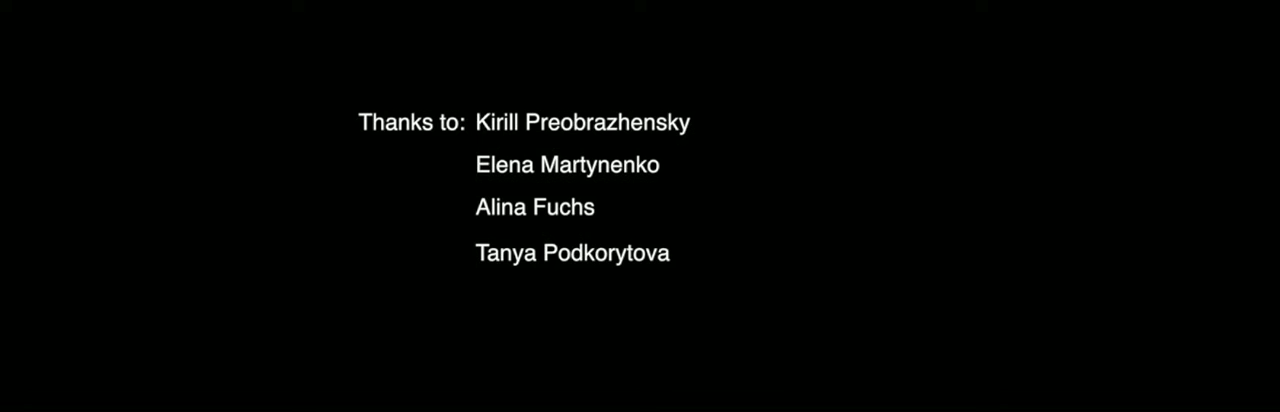 Thanks to: Kirill Preobrazhensky
Elena Martynenko
Alina Fuchs
Tanya Podkorytova